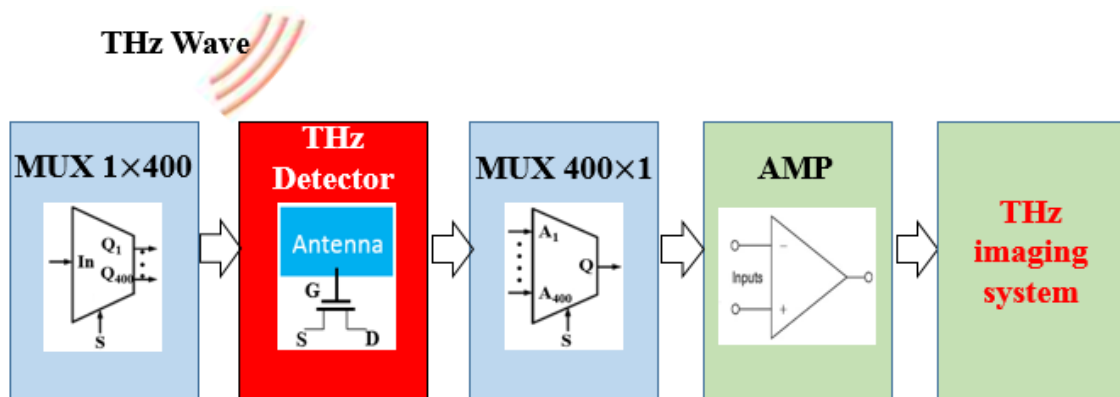 THz Wave
MUX 1×400
In
Q1
Q400
S
THz
Detector
Antenna
G
S
D
MUX 400×1
A1
A400
Q
S
AMP
Inputs
−
+
THz
imaging
system